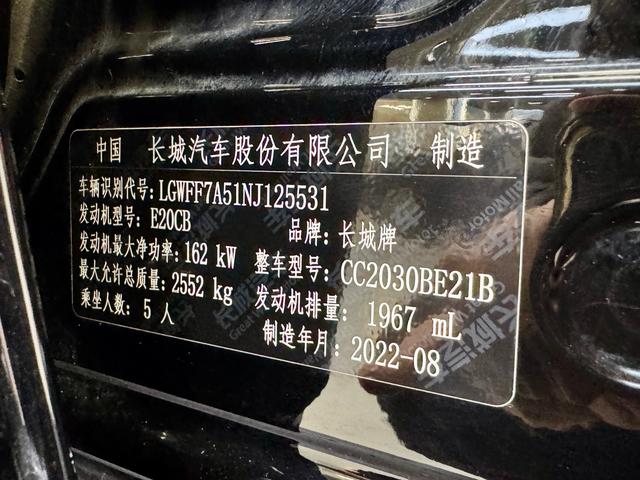 中国 长城汽车股份有限公司 制造
车辆识别代号: LGWFF7A51NJ125531
发动机型号: E20CB 品牌: 长城牌
发动机最大净功率: 162 kW 整车型号: CC2030BE21B
最大允许总质量: 2552 kg 发动机排量: 1967 mL
乘坐人数: 5 人 制造年月: 2022-08